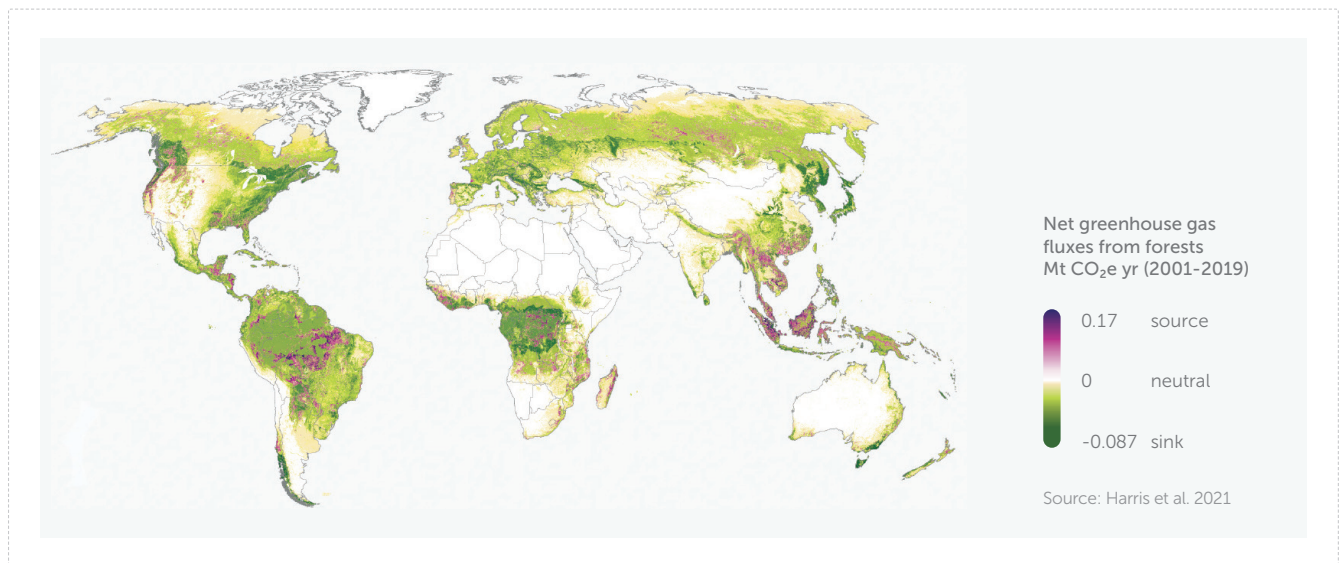 Net greenhouse gas
fluxes from forests
Mt CO₂e yr (2001-2019)
0.17 source
0 neutral
-0.087 sink
Source: Harris et al. 2021